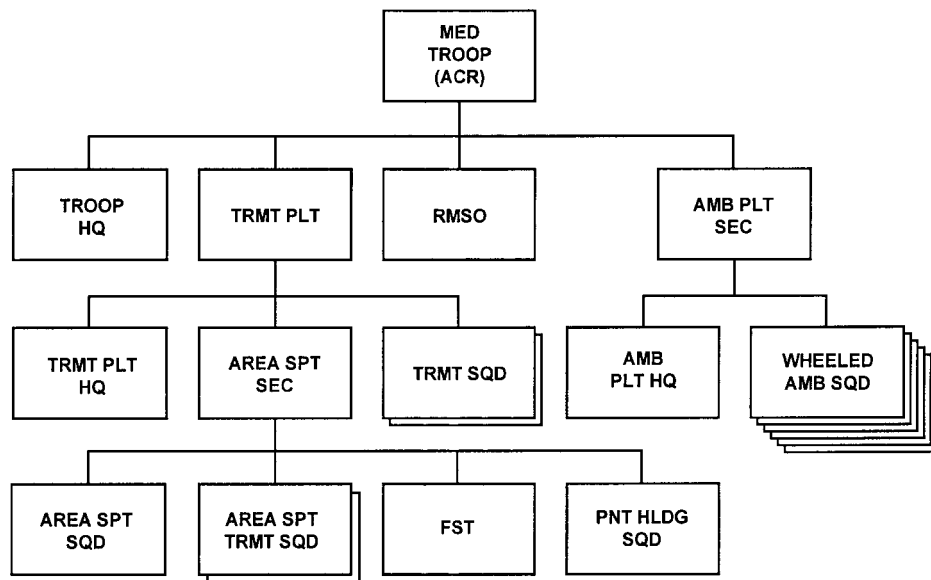 MED
TROOP
(ACR)
TROOP
HQ
TRMT PLT
RMSO
AMB PLT
SEC
TRMT PLT
HQ
AREA SPT
SEC
TRMT SQD
AMB
PLT HQ
WHEELED
AMB SQD
AREA SPT
SQD
AREA SPT
TRMT SQD
FST
PNT HLDG
SQD